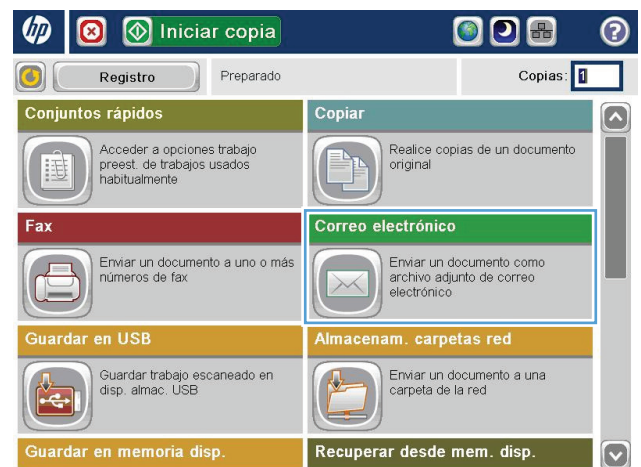 hp
Iniciar copia
?
Registro
Preparado
Copias: 1
Conjuntos rápidos
Acceder a opciones trabajo
preest. de trabajos usados
habitualmente
Copiar
Realice copias de un documento
original
Fax
Enviar un documento a uno o más
números de fax
Correo electrónico
Enviar un documento como
archivo adjunto de correo
electrónico
Guardar en USB
Guardar trabajo escaneado en
disp. almac. USB
Almacenam. carpetas red
Enviar un documento a una
carpeta de la red
Guardar en memoria disp.
Recuperar desde mem. disp.